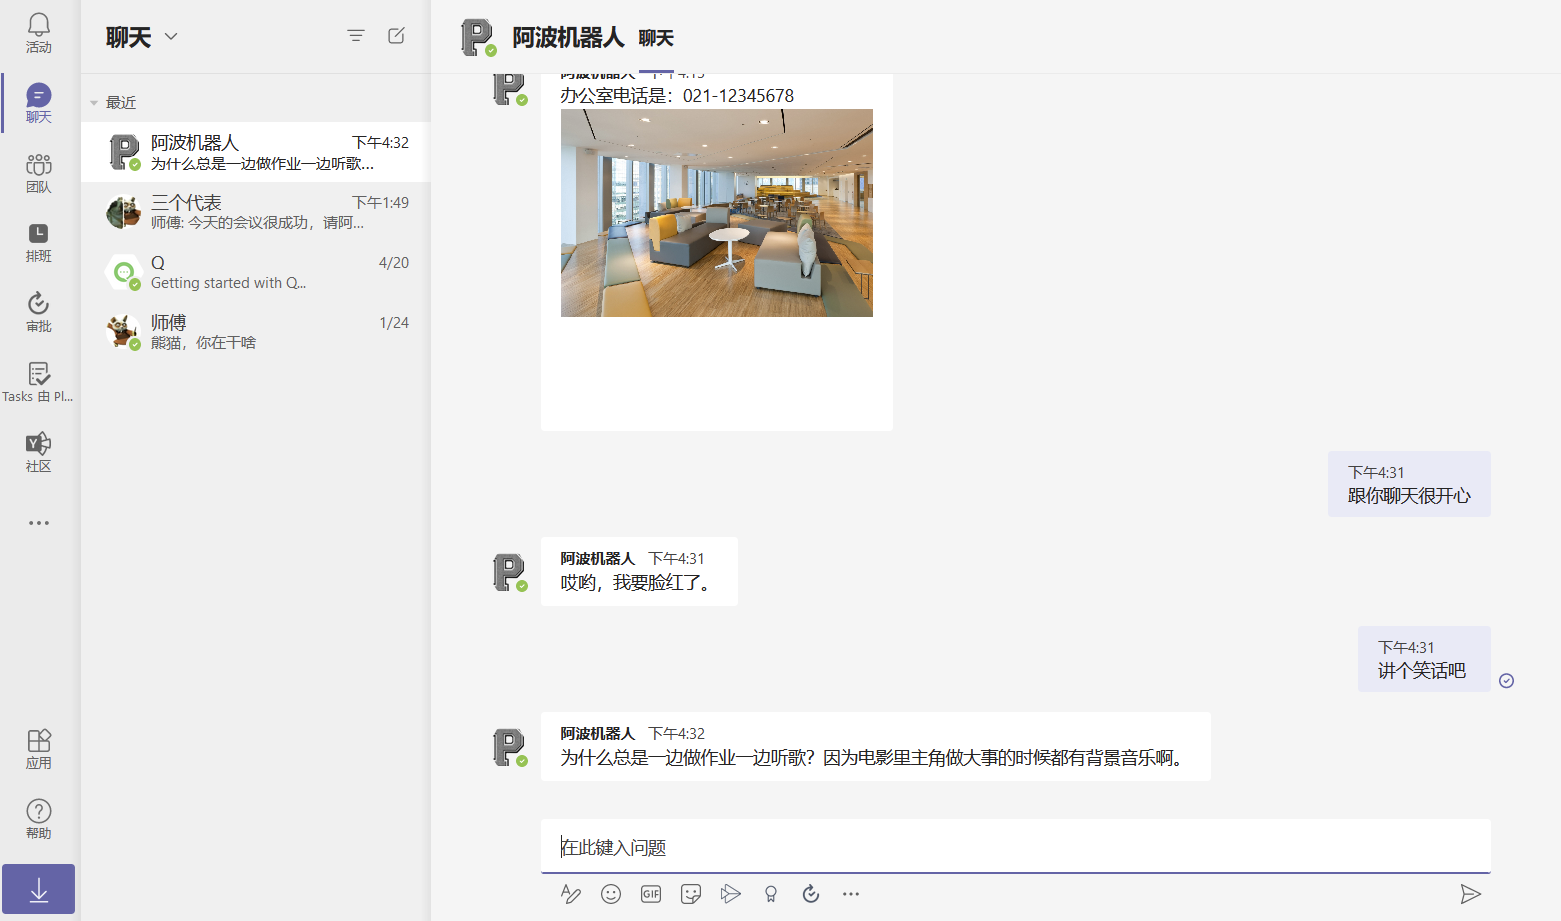 活动
聊天
团队
排班
审批
Tasks 由 Pl...
社区
应用
帮助
聊天
最近
阿波机器人 下午4:32
为什么总是一边做作业一边听歌...
三个代表 下午1:49
师傅: 今天的会议很成功，请阿...
Q 4/20
Getting started with Q...
师傅 1/24
熊猫，你在干啥
阿波机器人 聊天
阿波机器人 下午4:15
办公室电话是：021-12345678
下午4:31
跟你聊天很开心
阿波机器人 下午4:31
哎哟，我要脸红了。
下午4:31
讲个笑话吧
阿波机器人 下午4:32
为什么总是一边做作业一边听歌？因为电影里主角做大事的时候都有背景音乐啊。
在此键入问题
GIF